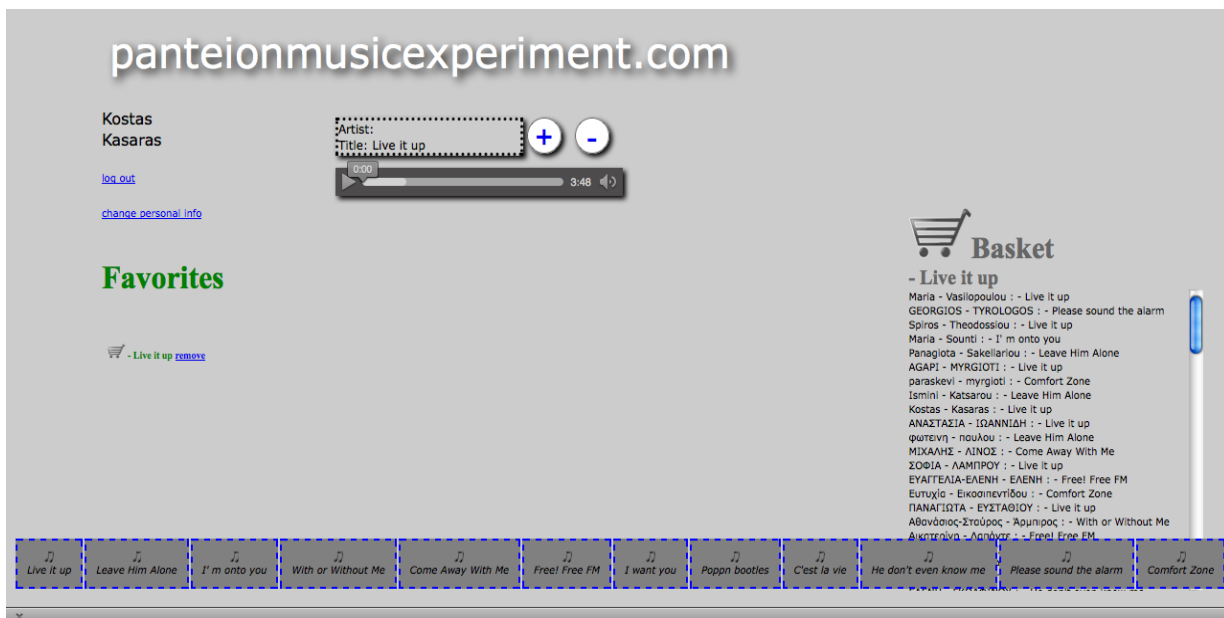 panteionmusicexperiment.com
Kostas
Kasaras
log out
change personal info
Favorites
- Live it up remove
Artist:
Title: Live it up
+
-
0:00
3:48
Basket
- Live it up
Maria - Vasilopoulou : - Live it up
GEORGIOS - TYROLOGOS : - Please sound the alarm
Spiros - Theodossiou : - Live it up
Maria - Sounti : - I' m onto you
Panagiota - Sakellariou : - Leave Him Alone
AGAPI - MYRGIOTI : - Live it up
paraskevi - myrgioti : - Comfort Zone
Ismini - Katsarou : - Leave Him Alone
Kostas - Kasaras : - Live it up
ΑΝΑΣΤΑΣΙΑ - ΙΩΑΝΝΙΔΗ : - Live it up
φωτεινη - παυλου : - Leave Him Alone
ΜΙΧΑΛΗΣ - ΛΙΝΟΣ : - Come Away With Me
ΣΟΦΙΑ - ΛΑΜΠΡΟΥ : - Live it up
ΕΥΑΓΓΕΛΙΑ-ΕΛΕΝΗ - ΕΛΕΝΗ : - Free! Free FM
Ευτυχία - Εικοσιπεντίδου : - Comfort Zone
ΠΑΝΑΓΙΩΤΑ - ΕΥΣΤΑΘΙΟΥ : - Live it up
Αθανάσιος-Σταύρος - Άρμπιρος : - With or Without Me
Αικατερίνη - : - Free! Free FM
Live it up
Leave Him Alone
I' m onto you
With or Without Me
Come Away With Me
Free! Free FM
I want you
Poppn bootles
C'est la vie
He don't even know me
Please sound the alarm
Comfort Zone